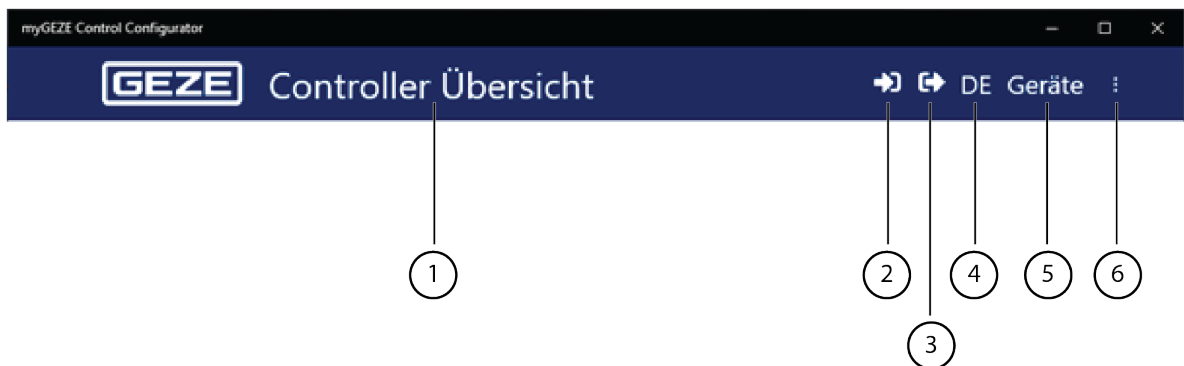 myGEZE Control Configurator
GEZE Controller Übersicht DE Geräte
1 2 4 5 6
3